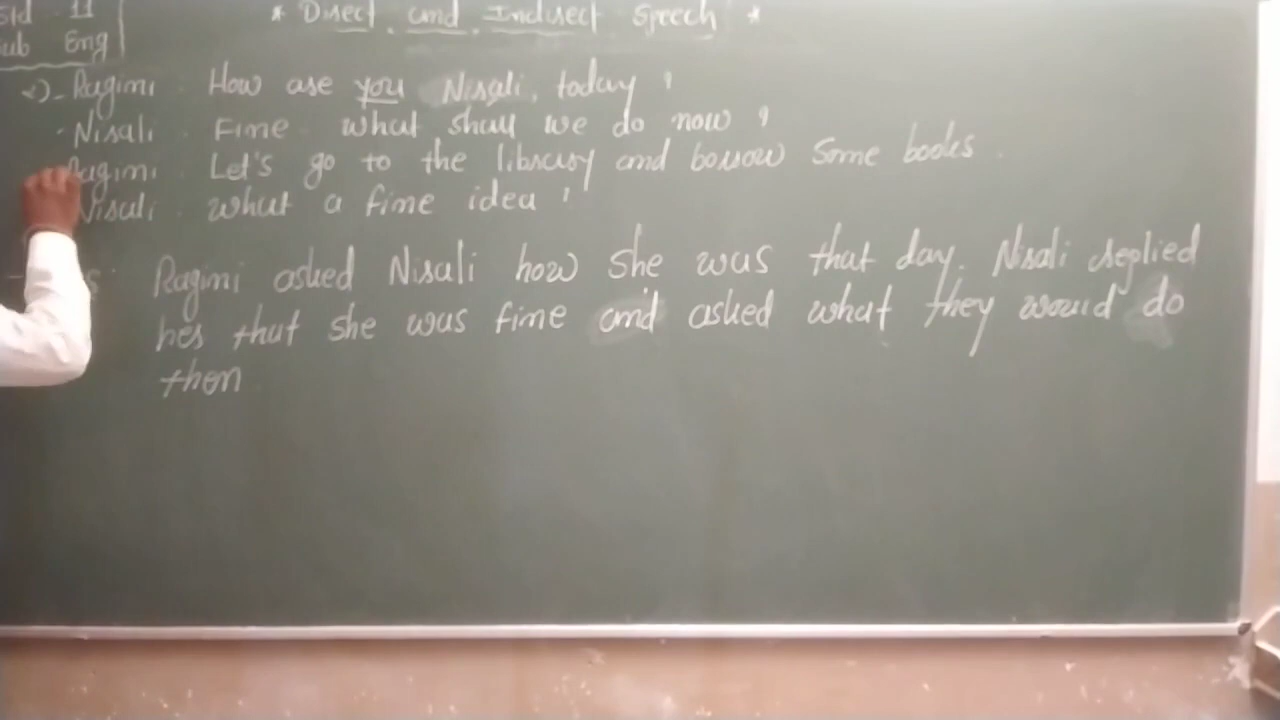 Std 11
Sub Eng
* Direct and Indirect Speech *
Ragini . How are you Nisali, today ?
Nisali . Fine . what shall we do now ?
Ragini . Let's go to the library and borrow some books .
Nisali . what a fine idea !
Ragini asked Nisali how she was that day. Nisali replied
her that she was fine and asked what they would do
then